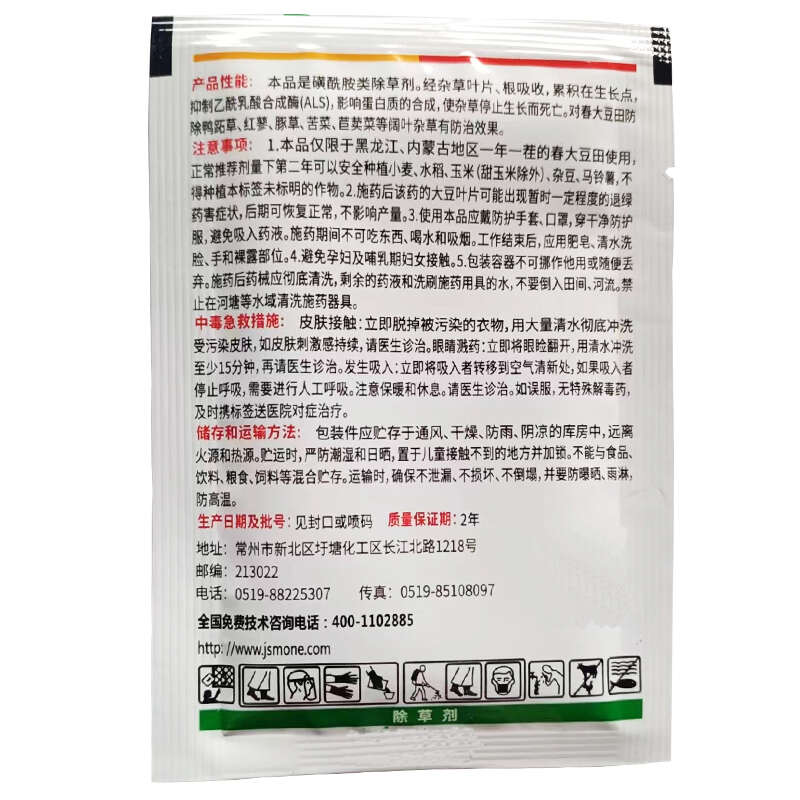 产品性能： 本品是磺酰胺类除草剂。经杂草叶片、根吸收，累积在生长点，
抑制乙酰乳酸合成酶(ALS)，影响蛋白质的合成，使杂草停止生长而死亡。对春大豆田防
除鸭跖草、红蓼、豚草、苦菜、苣荬菜等阔叶杂草有防治效果。
注意事项： 1.本品仅限于黑龙江、内蒙古地区一年一茬的春大豆田使用，
正常推荐剂量下第二年可以安全种植小麦、水稻、玉米(甜玉米除外)、杂豆、马铃薯，不
得种植本标签未标明的作物。2.施药后该药的大豆叶片可能出现暂时一定程度的退绿
药害症状，后期可恢复正常，不影响产量。3.使用本品应戴防护手套、口罩，穿干净防护
服，避免吸入药液。施药期间不可吃东西、喝水和吸烟。工作结束后，应用肥皂、清水洗
脸、手和裸露部位。4.避免孕妇及哺乳期妇女接触。5.包装容器不可挪作他用或随便丢
弃。施药后药械应彻底清洗，剩余的药液和洗刷施药用具的水，不要倒入田间、河流。禁
止在河塘等水域清洗施药器具。
中毒急救措施： 皮肤接触：立即脱掉被污染的衣物，用大量清水彻底冲洗
受污染皮肤，如皮肤刺激感持续，请医生诊治。眼睛溅药：立即将眼睑翻开，用清水冲洗
至少15分钟，再请医生诊治。发生吸入：立即将吸入者转移到空气清新处，如果吸入者
停止呼吸，需要进行人工呼吸。注意保暖和休息。请医生诊治。如误服，无特殊解毒药，
及时携标签送医院对症治疗。
储存和运输方法： 包装件应贮存于通风、干燥、防雨、阴凉的库房中，远离
火源和热源。贮运时，严防潮湿和日晒，置于儿童接触不到的地方并加锁。不能与食品、
饮料、粮食、饲料等混合贮存。运输时，确保不泄漏、不损坏、不倒塌，并要防曝晒、雨淋，
防高温。
生产日期及批号：见封口或喷码 质量保证期：2年
地址：常州市新北区圩塘化工区长江北路1218号
邮编：213022
电话：0519-88225307 传真：0519-85108097
全国免费技术咨询电话：400-1102885
http://www.jsmone.com
除草剂